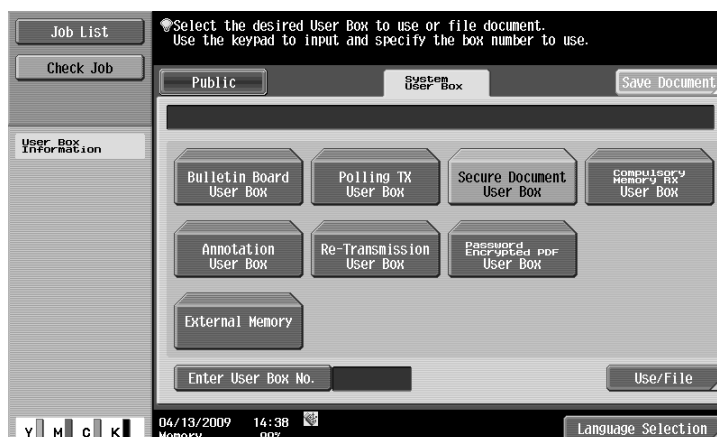 Job List
Select the desired User Box to use or file document.
Use the keypad to input and specify the box number to use.
Check Job
Public
System
User Box
Save Document
User Box
Information
Bulletin Board
User Box
Polling TX
User Box
Secure Document
User Box
Compulsory
Memory RX
User Box
Annotation
User Box
Re-Transmission
User Box
Password
Encrypted PDF
User Box
External Memory
Enter User Box No.
Use/File
Y M C K
04/13/2009 14:38
Memory 99%
Language Selection